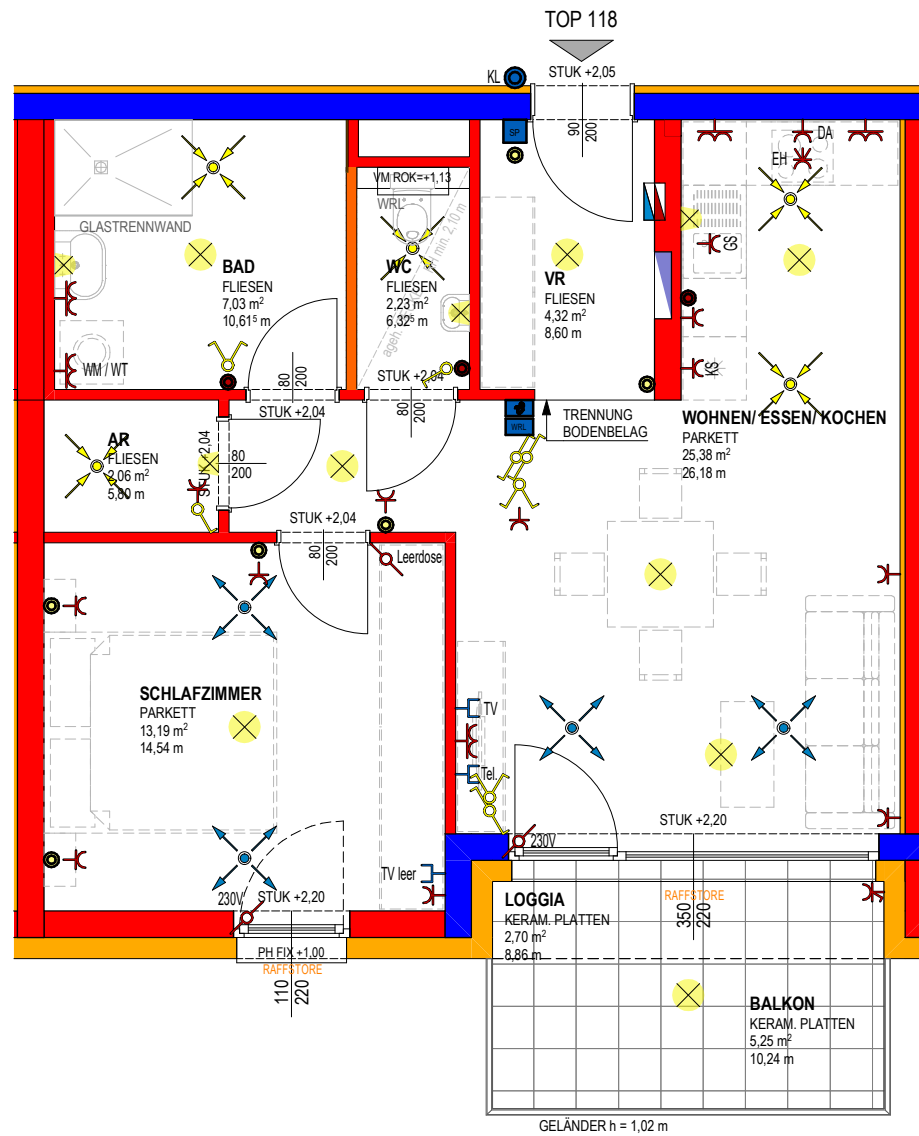 TOP 118
KL
STUK +2,05
90
200
SP
DA
EH
VM ROK=+1,13
WRL
GLASTRENNWAND
GS
BAD
FLIESEN
7,03 m²
10,61⁵ m
WC
FLIESEN
2,23 m²
6,32⁵ m
VR
FLIESEN
4,32 m²
8,60 m
WM / WT
KS
80
200
STUK +2,04
80
200
STUK +2,04
WRL
TRENNUNG
BODENBELAG
WOHNEN/ ESSEN/ KOCHEN
PARKETT
25,38 m²
26,18 m
AR
FLIESEN
2,06 m²
5,80 m
STUK +2,04
80
200
STUK +2,04
80
200
Leerdose
SCHLAFZIMMER
PARKETT
13,19 m²
14,54 m
TV
Tel.
STUK +2,20
230V
TV leer
230V
STUK +2,20
LOGGIA
KERAM. PLATTEN
2,70 m²
8,86 m
RAFFSTORE
350
220
PH FIX +1,00
RAFFSTORE
110
220
BALKON
KERAM. PLATTEN
5,25 m²
10,24 m
GELÄNDER h = 1,02 m